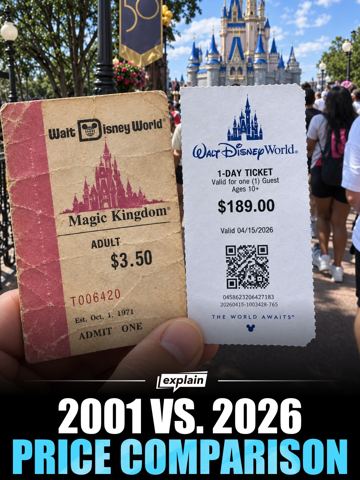 50
Walt Disney World®
Magic Kingdom®
ADULT
$3.50
T006420
Est. Oct. 1, 1971
ADMIT ONE
WALT DISNEY WORLD®
1-DAY TICKET
Valid for one (1) Guest
Ages 10+
$189.00
Valid 04/15/2026
0458623206427183
20260415-1003428-765
THE WORLD AWAITS™
explain
2001 VS. 2026
PRICE COMPARISON